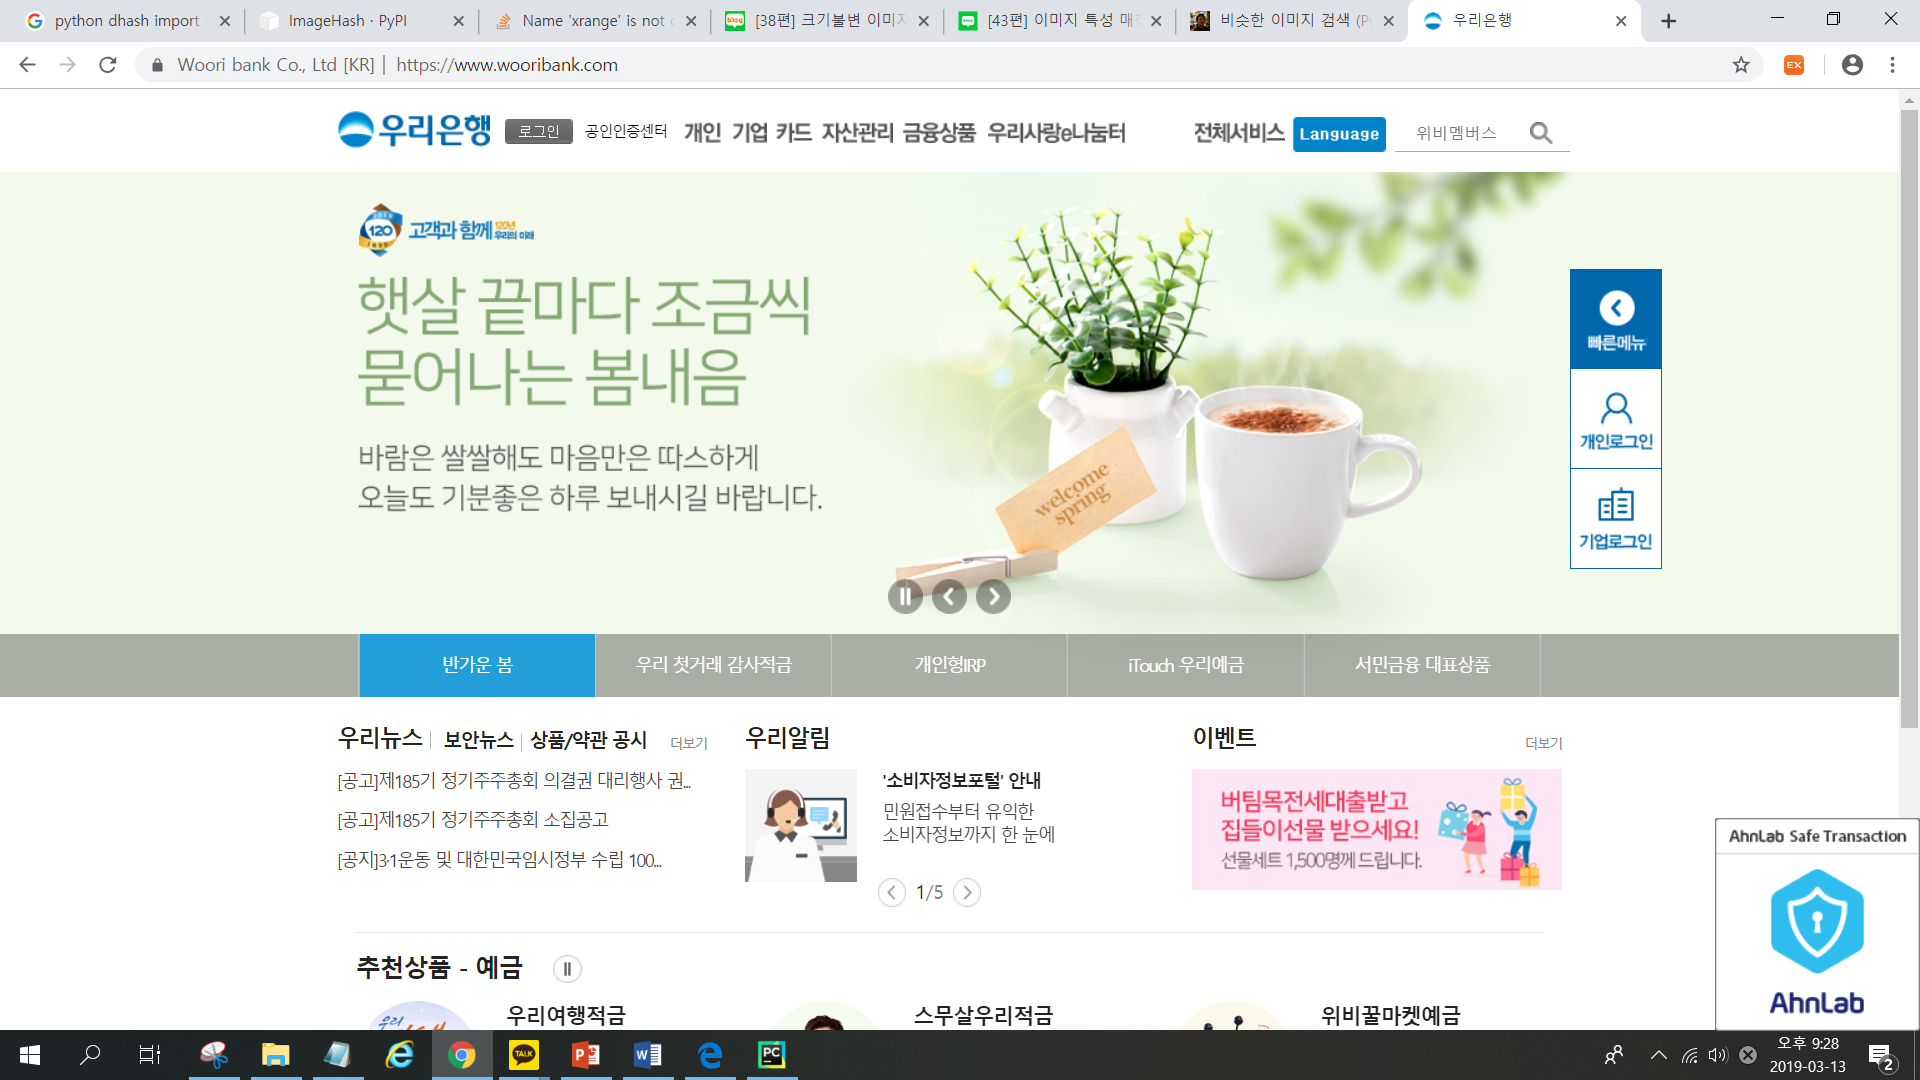 python dhash import
ImageHash · PyPI
Name 'xrange' is not
[38편] 크기불변 이미지
[43편] 이미지 특성 매
비슷한 이미지 검색 (P
우리은행
Woori bank Co., Ltd [KR] | https://www.wooribank.com
EX
우리은행
로그인
공인인증센터
개인 기업 카드 자산관리 금융상품 우리사랑e나눔터
전체서비스
Language
위비멤버스
2019 120 1899
고객과 함께 120년
우리의 미래
햇살 끝마다 조금씩
묻어나는 봄내음
바람은 쌀쌀해도 마음만은 따스하게
오늘도 기분좋은 하루 보내시길 바랍니다.
welcome
spring
빠른메뉴
개인로그인
기업로그인
반가운 봄
우리 첫거래 감사적금
개인형IRP
iTouch 우리예금
서민금융 대표상품
우리뉴스 | 보안뉴스 | 상품/약관 공시 더보기
[공고]제185기 정기주주총회 의결권 대리행사 권...
[공고]제185기 정기주주총회 소집공고
[공지]3·1운동 및 대한민국임시정부 수립 100...
우리알림
'소비자정보포털' 안내
민원접수부터 유익한
소비자정보까지 한 눈에
1/5
이벤트
더보기
버팀목전세대출받고
집들이선물 받으세요!
선물세트 1,500명께 드립니다.
AhnLab Safe Transaction
AhnLab
추천상품 - 예금
우리
우리여행적금
스무살우리적금
위비꿀마켓예금
TALK
PC
오후 9:28
2019-03-13
2